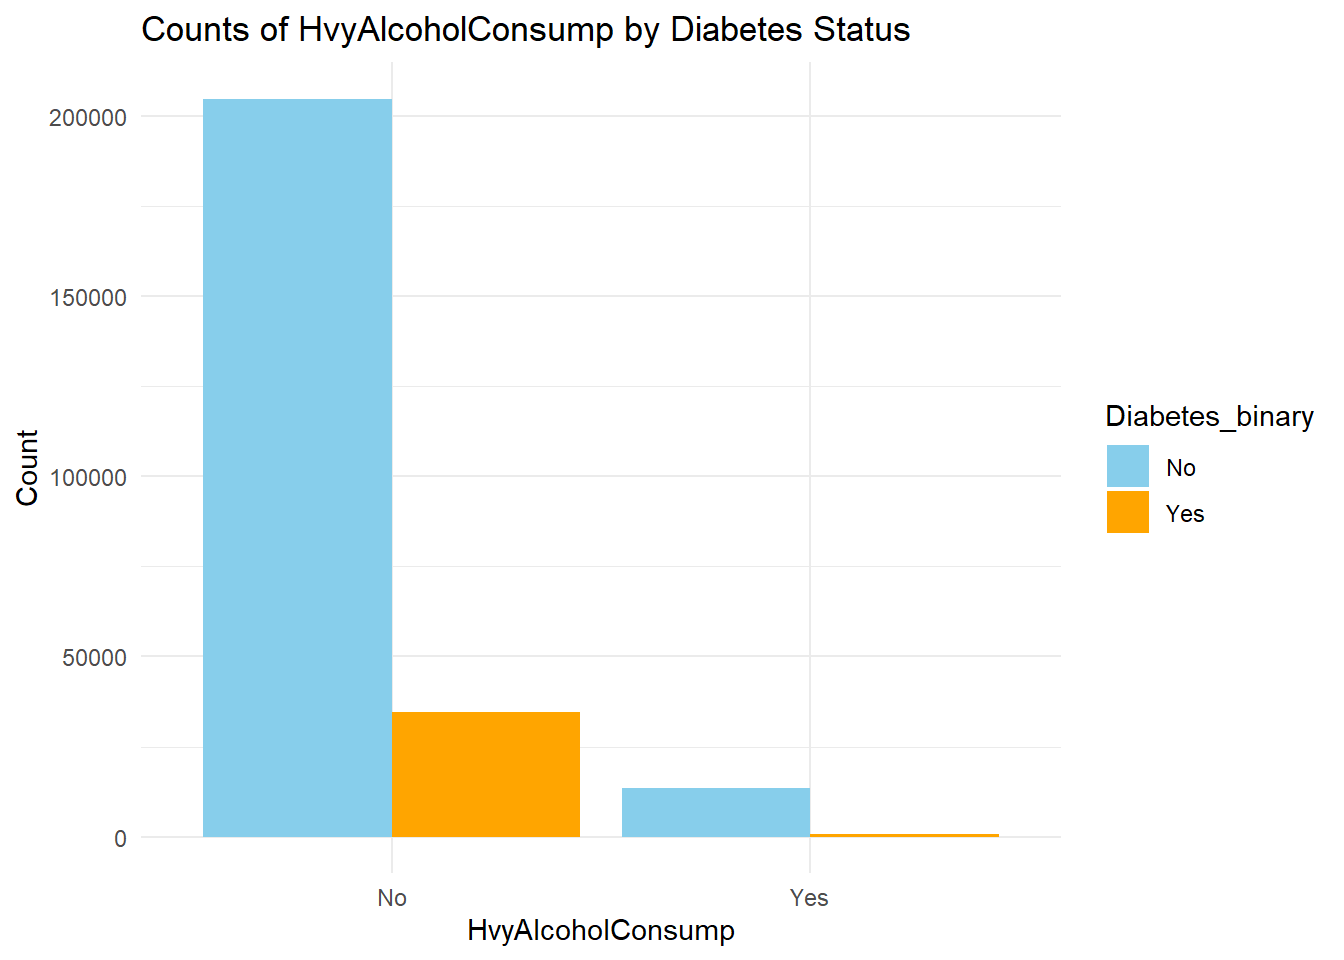 Counts of HvyAlcoholConsump by Diabetes Status
200000
150000
100000
50000
0
Count
No
Yes
HvyAlcoholConsump
Diabetes_binary
No
Yes